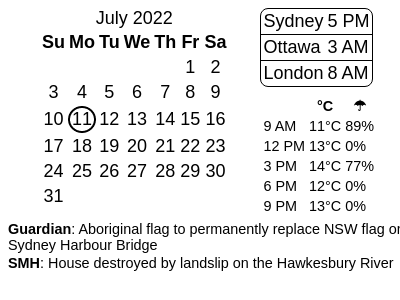 July 2022
Su Mo Tu We Th Fr Sa
1 2
3 4 5 6 7 8 9
10 11 12 13 14 15 16
17 18 19 20 21 22 23
24 25 26 27 28 29 30
31
Sydney 5 PM
Ottawa 3 AM
London 8 AM
°C ☂
9 AM 11°C 89%
12 PM 13°C 0%
3 PM 14°C 77%
6 PM 12°C 0%
9 PM 13°C 0%
Guardian: Aboriginal flag to permanently replace NSW flag on
Sydney Harbour Bridge
SMH: House destroyed by landslip on the Hawkesbury River